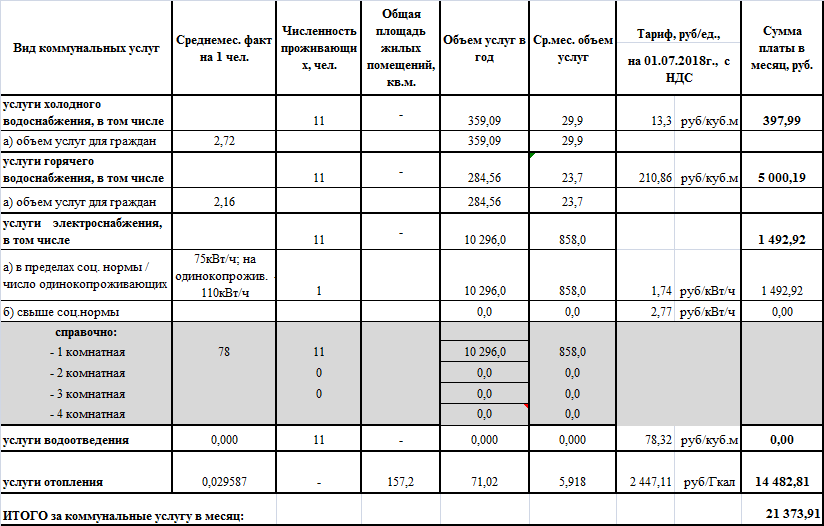 Вид коммунальных услуг
Среднемес. факт
на 1 чел.
Численность
проживающи
х, чел.
Общая
площадь
жилых
помещений,
кв.м.
Объем услуг в
год
Ср.мес. объем
услуг
Тариф, руб/ед.,
на 01.07.2018г., с
НДС
Сумма
платы в
месяц, руб.
услуги холодного
водоснабжения, в том числе 11 - 359,09 29,9 13,3 руб/куб.м 397,99
а) объем услуг для граждан 2,72 359,09 29,9
услуги горячего
водоснабжения, в том числе 11 - 284,56 23,7 210,86 руб/куб.м 5 000,19
а) объем услуг для граждан 2,16 284,56 23,7
услуги электроснабжения,
в том числе 11 - 10 296,0 858,0 1 492,92
а) в пределах соц. нормы /
число одинокопроживающих
75кВт/ч; на
одинокопрожив. -
110кВт/ч
1 10 296,0 858,0 1,74 руб/кВт/ч 1 492,92
б) свыше соц.нормы 0,0 0,0 2,77 руб/кВт/ч 0,00
справочно:
- 1 комнатная 78 11 10 296,0 858,0
- 2 комнатная 0 0,0 0,0
- 3 комнатная 0 0,0 0,0
- 4 комнатная 0,0 0,0
услуги водоотведения 0,000 11 - 0,000 0,000 78,32 руб/куб.м 0,00
услуги отопления 0,029587 - 157,2 71,02 5,918 2 447,11 руб/Гкал 14 482,81
ИТОГО за коммунальные услугу в месяц: 21 373,91